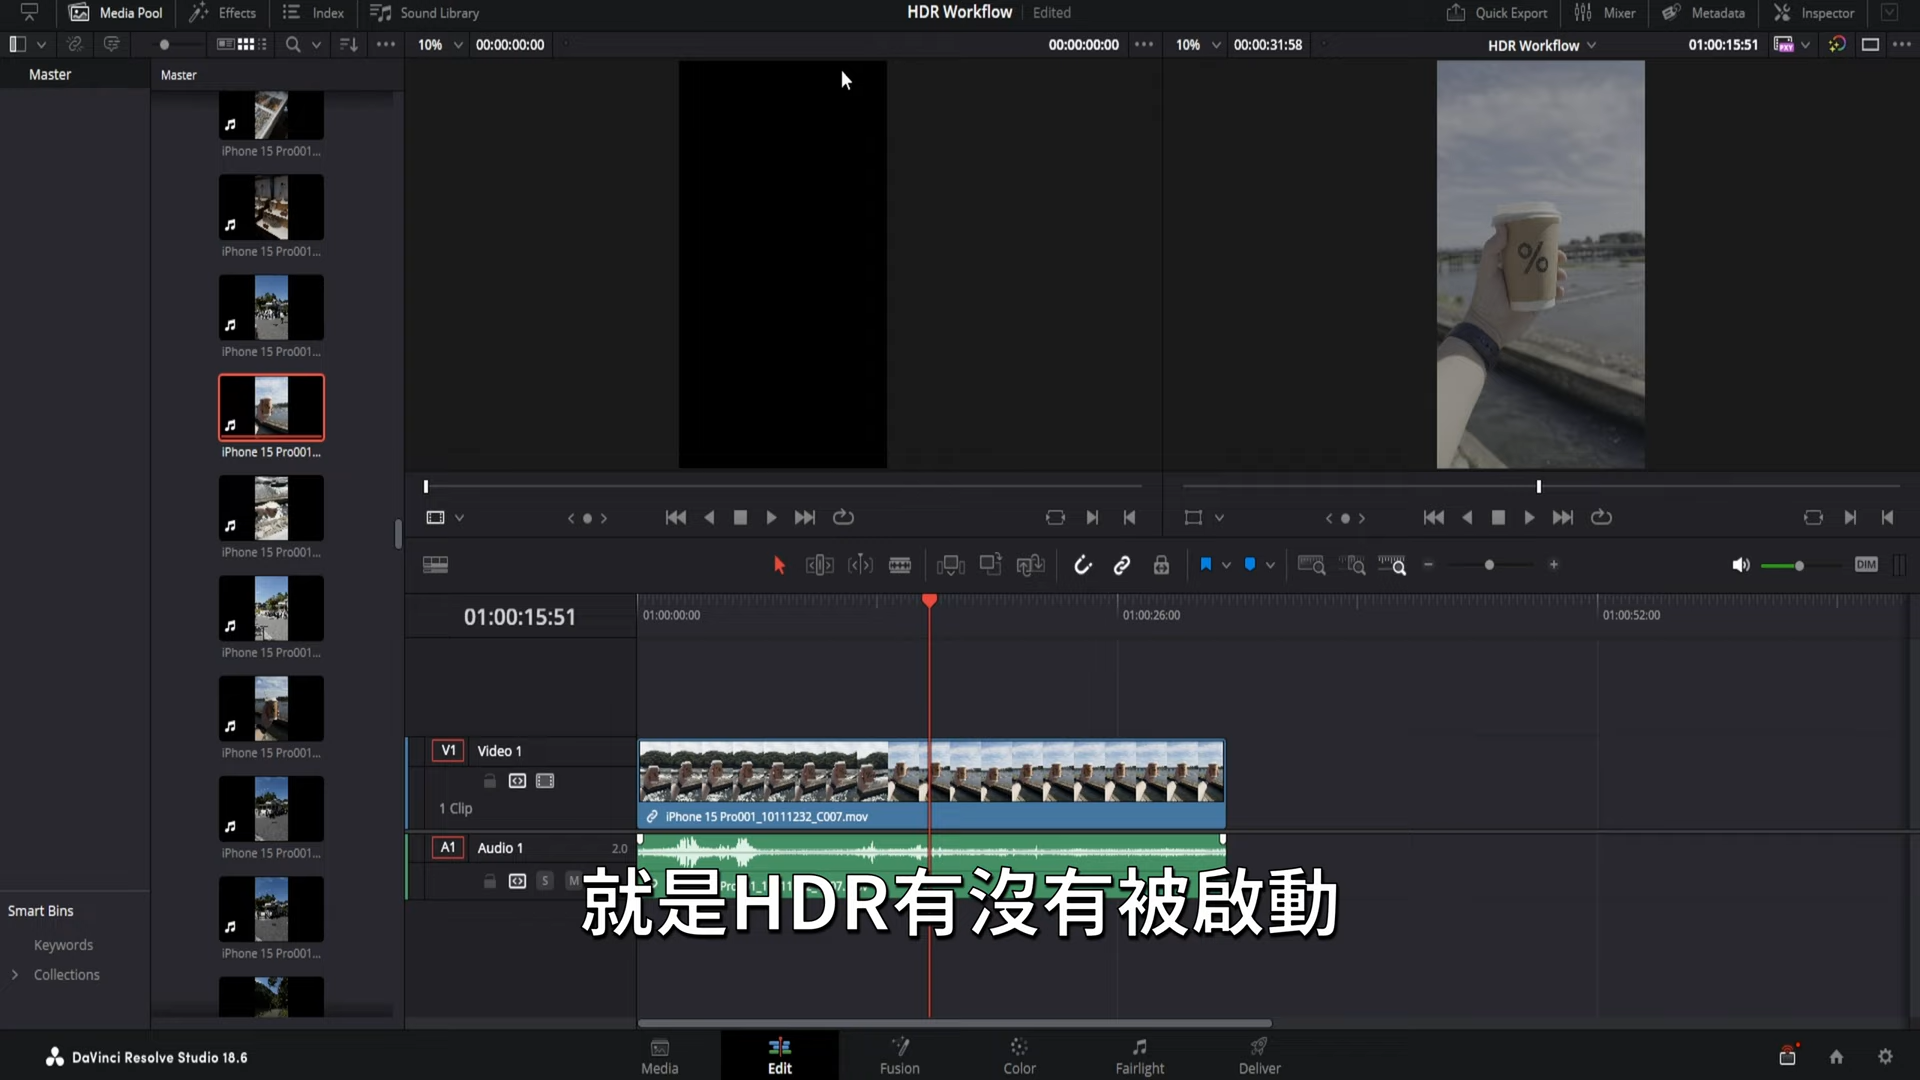 Media Pool
Effects
Index
Sound Library
HDR Workflow
Edited
Quick Export
Mixer
Metadata
Inspector
10%
00:00:00:00
00:00:00:00
10%
00:00:31:58
HDR Workflow
01:00:15:51
PXY
Master
Master
iPhone 15 Pro001...
iPhone 15 Pro001...
iPhone 15 Pro001...
iPhone 15 Pro001...
iPhone 15 Pro001...
iPhone 15 Pro001...
iPhone 15 Pro001...
iPhone 15 Pro001...
iPhone 15 Pro001...
%
DIM
01:00:15:51
01:00:00:00
01:00:26:00
01:00:52:00
V1
Video 1
1 Clip
iPhone 15 Pro001_10111232_C007.mov
A1
Audio 1
2.0
S
M
就是HDR有沒有被啟動
Smart Bins
Keywords
Collections
DaVinci Resolve Studio 18.6
Media
Edit
Fusion
Color
Fairlight
Deliver